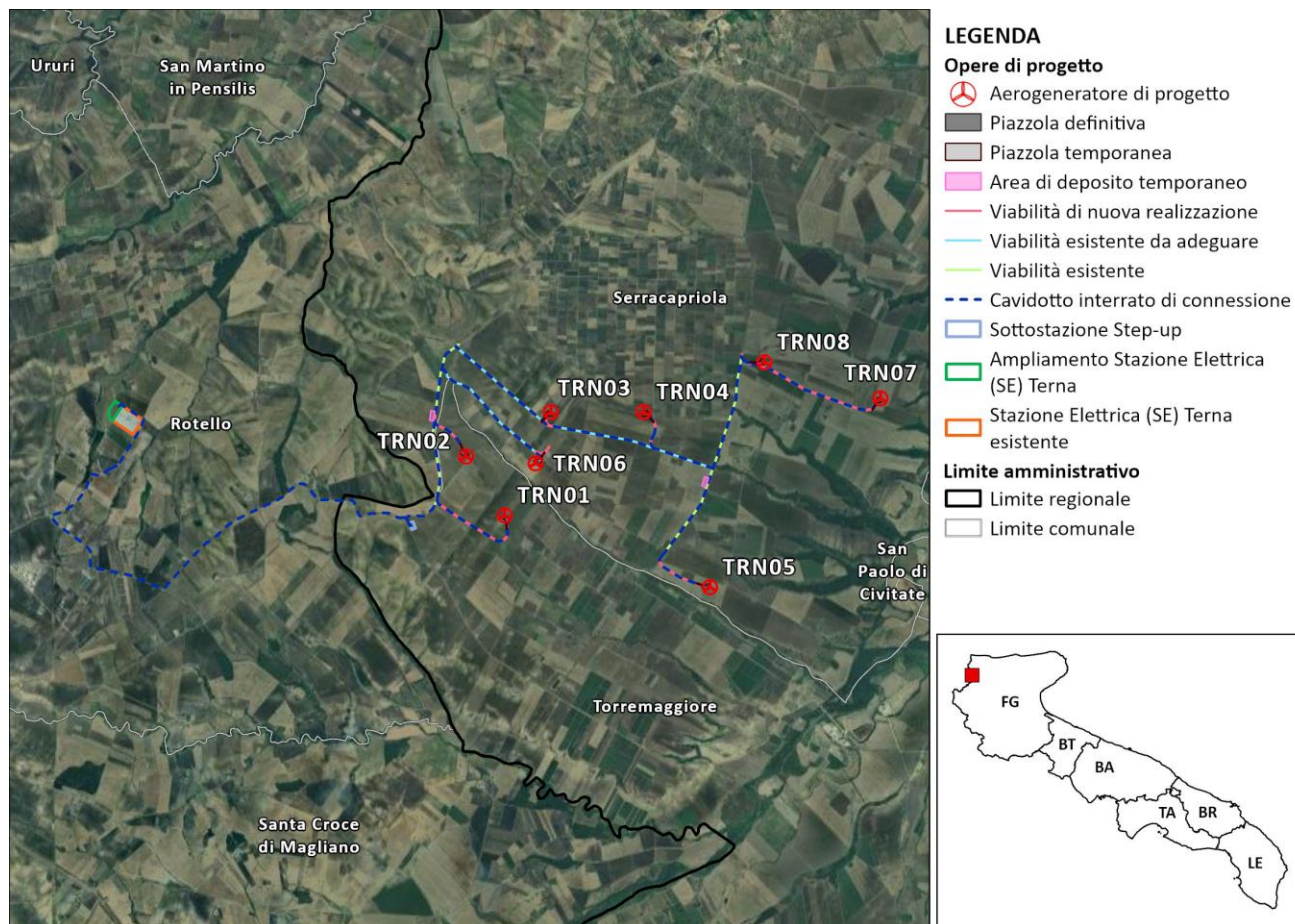 Ururi
San Martino
in Pensilis
Serracapriola
TRN08
TRN07
TRN03
TRN04
Rotello
TRN02
TRN06
TRN01
TRN05
San
Paolo di
Civitate
Torremaggiore
Santa Croce
di Magliano
LEGENDA
Opere di progetto
Aerogeneratore di progetto
Piazzola definitiva
Piazzola temporanea
Area di deposito temporaneo
Viabilità di nuova realizzazione
Viabilità esistente da adeguare
Viabilità esistente
Cavidotto interrato di connessione
Sottostazione Step-up
Ampliamento Stazione Elettrica
(SE) Terna
Stazione Elettrica (SE) Terna
esistente
Limite amministrativo
Limite regionale
Limite comunale
FG
BT
BA
TA
BR
LE